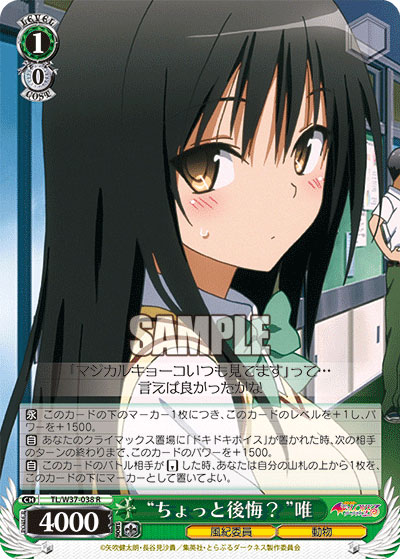 LEVEL
1
0
COST
SAMPLE
「マジカルキョーコいつも見てます」って…
言えば良かったかな
永 このカードの下のマーカー1枚につき、このカードのレベルを+1し、パ
ワーを+1500。
自 あなたのクライマックス置場に「ドキドキボイス」が置かれた時、次の相手
のターンの終わりまで、このカードのパワーを+1500。
自 このカードのバトル相手が した時、あなたは自分の山札の上から1枚を、
このカードの下にマーカーとして置いてよい。
CH TL/W37-038 R
4000
“ちょっと後悔？”唯
風紀委員
動物
©矢吹健太朗・長谷見沙貴／集英社・とらぶるダークネス製作委員会